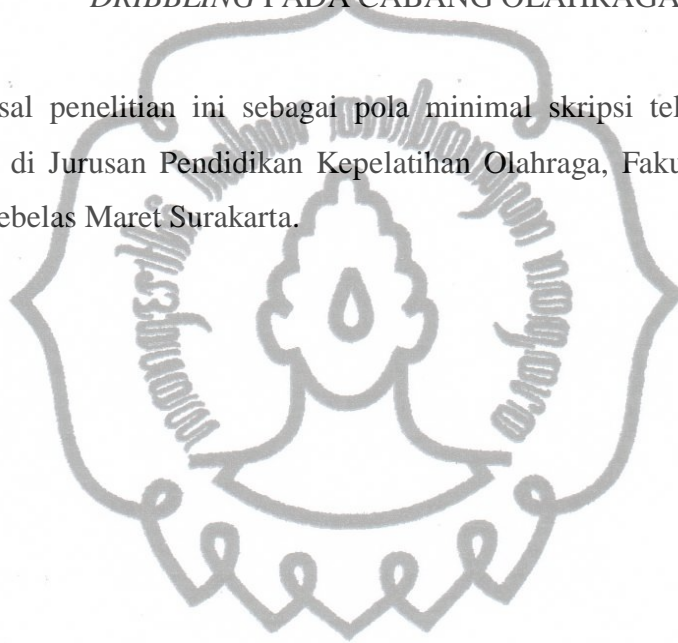 DRIBBLING PADA CABANG OLAHRAGA
sal penelitian ini sebagai pola minimal skripsi tel
di Jurusan Pendidikan Kepelatihan Olahraga, Faku
ebelas Maret Surakarta.